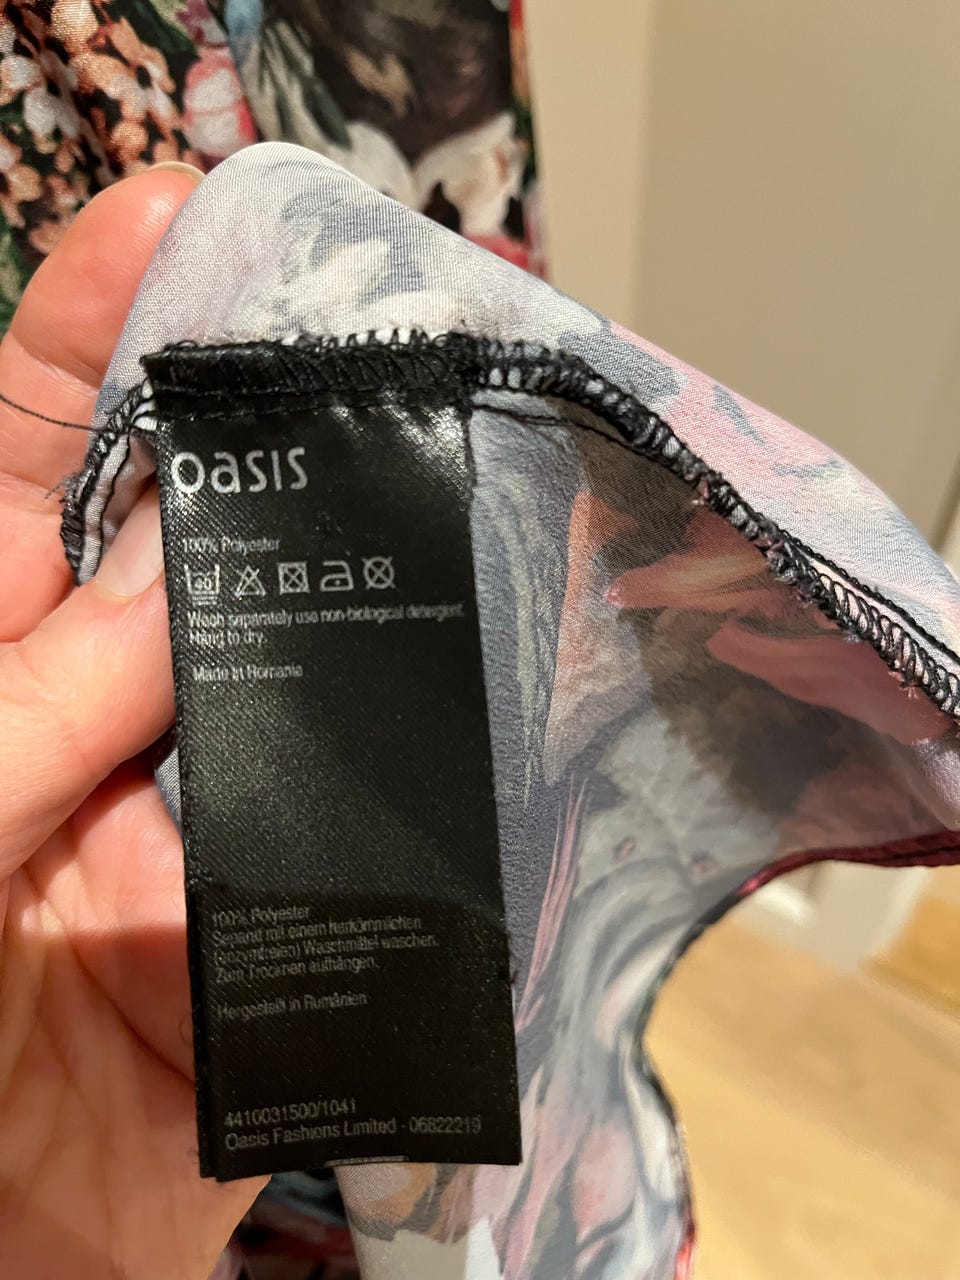 oasis
100% Polyester
40
Wash separately use non-biological detergent.
Hang to dry.
Made in Romania
100% Polyester
Separat mit einem herkömmlichen
(enzymfreien) Waschmittel waschen.
Zum Trocknen aufhängen.
Hergestellt in Rumänien
4410031500/1041
Oasis Fashions Limited - 06822219